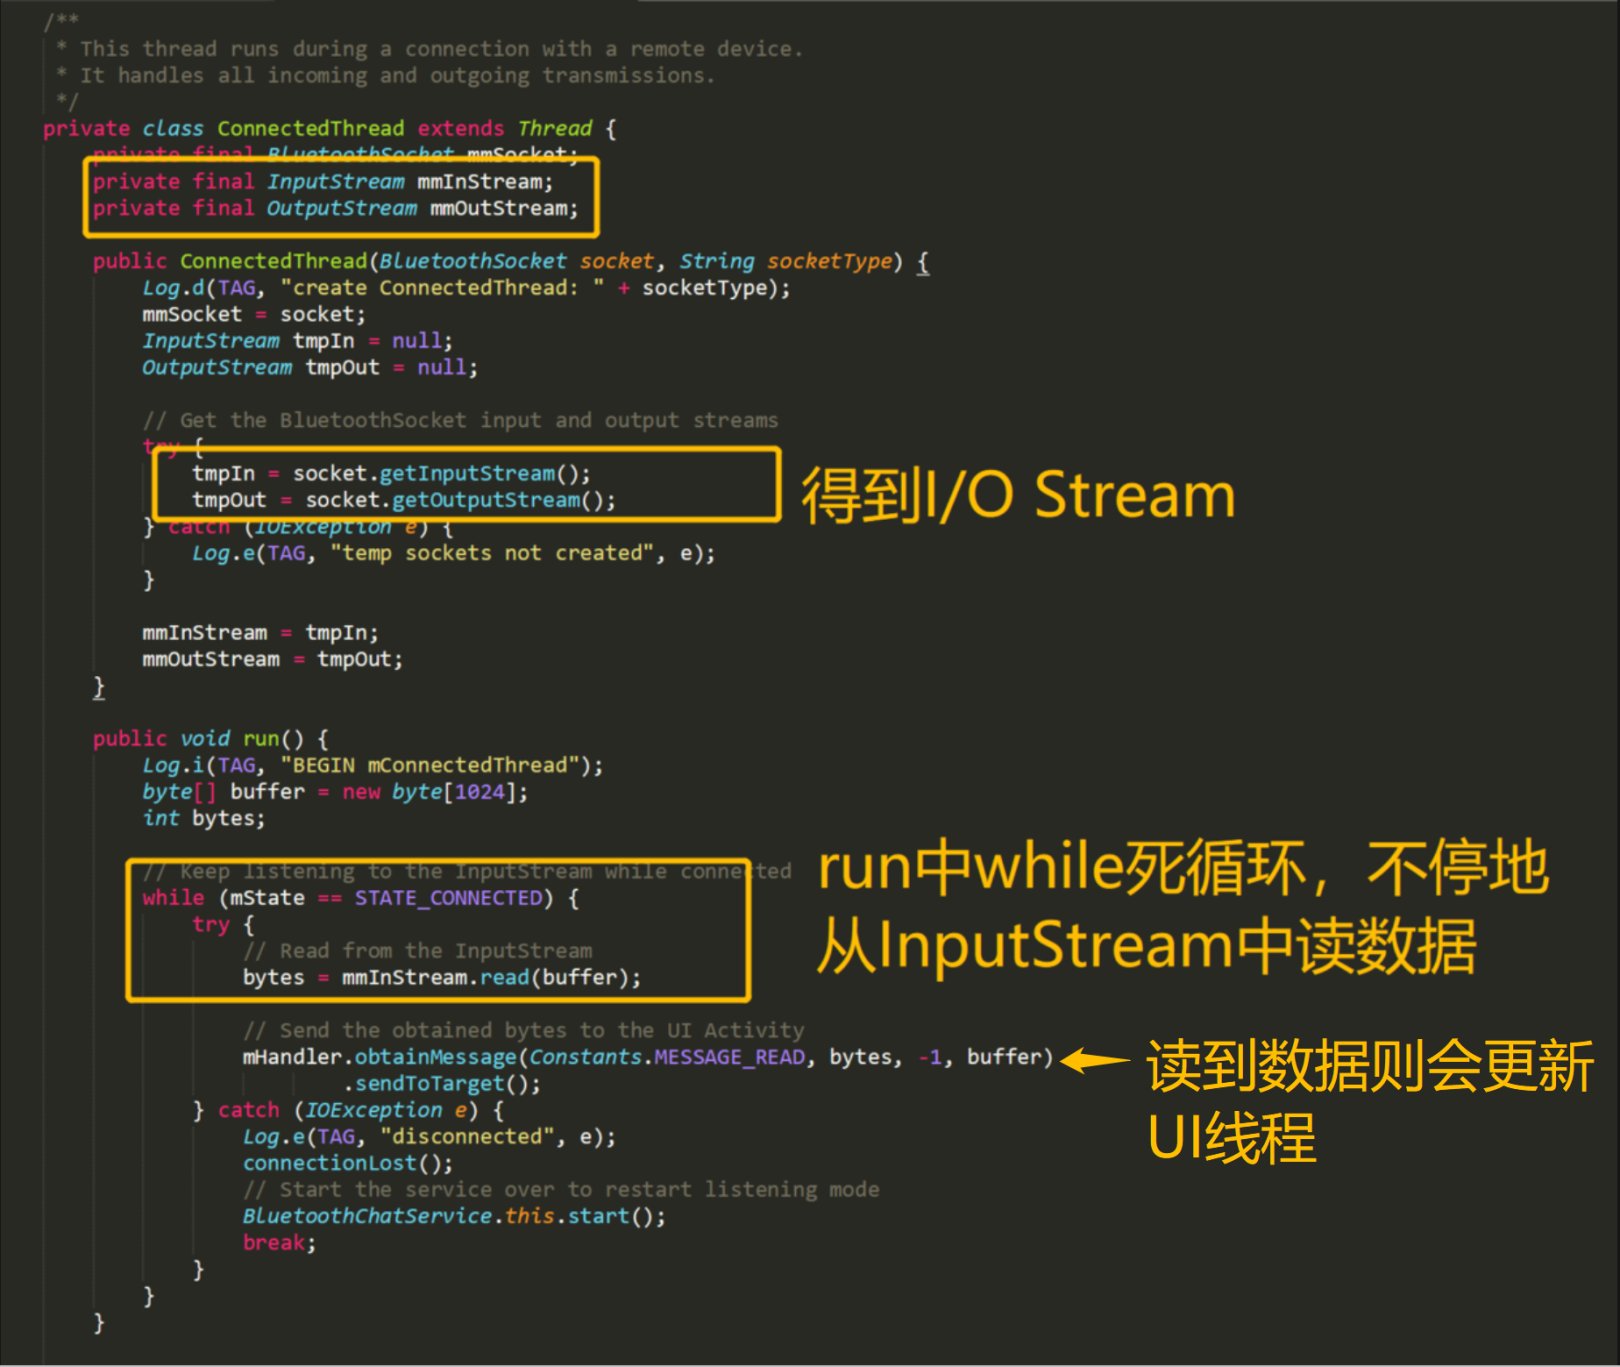 /**
 * This thread runs during a connection with a remote device.
 * It handles all incoming and outgoing transmissions.
 */
private class ConnectedThread extends Thread {
    private final BluetoothSocket mmSocket;
    private final InputStream mmInStream;
    private final OutputStream mmOutStream;
    public ConnectedThread(BluetoothSocket socket, String socketType) {
        Log.d(TAG, "create ConnectedThread: " + socketType);
        mmSocket = socket;
        InputStream tmpIn = null;
        OutputStream tmpOut = null;
        // Get the BluetoothSocket input and output streams
        try {
            tmpIn = socket.getInputStream();
            tmpOut = socket.getOutputStream();
得到I/O Stream
        } catch (IOException e) {
            Log.e(TAG, "temp sockets not created", e);
        }
        mmInStream = tmpIn;
        mmOutStream = tmpOut;
    }
    public void run() {
        Log.i(TAG, "BEGIN mConnectedThread");
        byte[] buffer = new byte[1024];
        int bytes;
        // Keep listening to the InputStream while connected
        while (mState == STATE_CONNECTED) {
            try {
                // Read from the InputStream
                bytes = mmInStream.read(buffer);
run中while死循环，不停地
从InputStream中读数据
                // Send the obtained bytes to the UI Activity
                mHandler.obtainMessage(Constants.MESSAGE_READ, bytes, -1, buffer)
                        .sendToTarget();
读到数据则会更新
UI线程
            } catch (IOException e) {
                Log.e(TAG, "disconnected", e);
                connectionLost();
                // Start the service over to restart listening mode
                BluetoothChatService.this.start();
                break;
            }
        }
    }